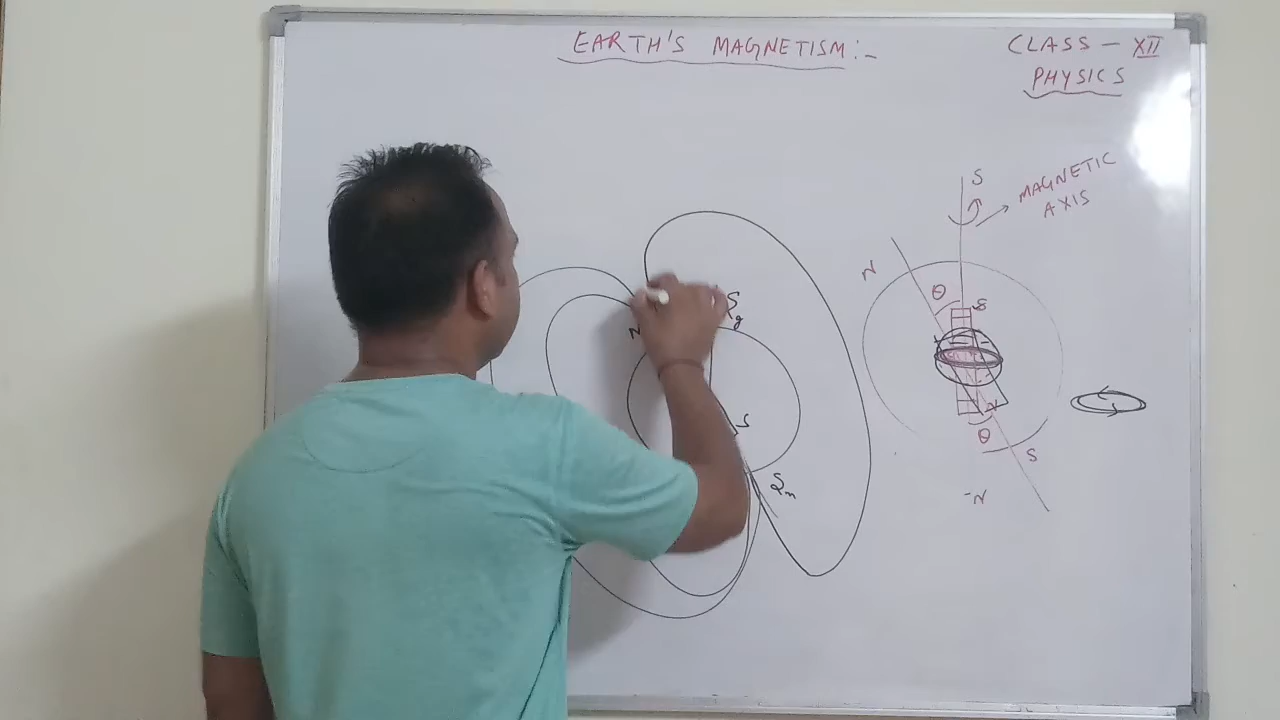 EARTH'S MAGNETISM:-
CLASS - XII
PHYSICS
S
MAGNETIC
AXIS
N
θ
S
Sg
N
S
θ
S
Sm
N